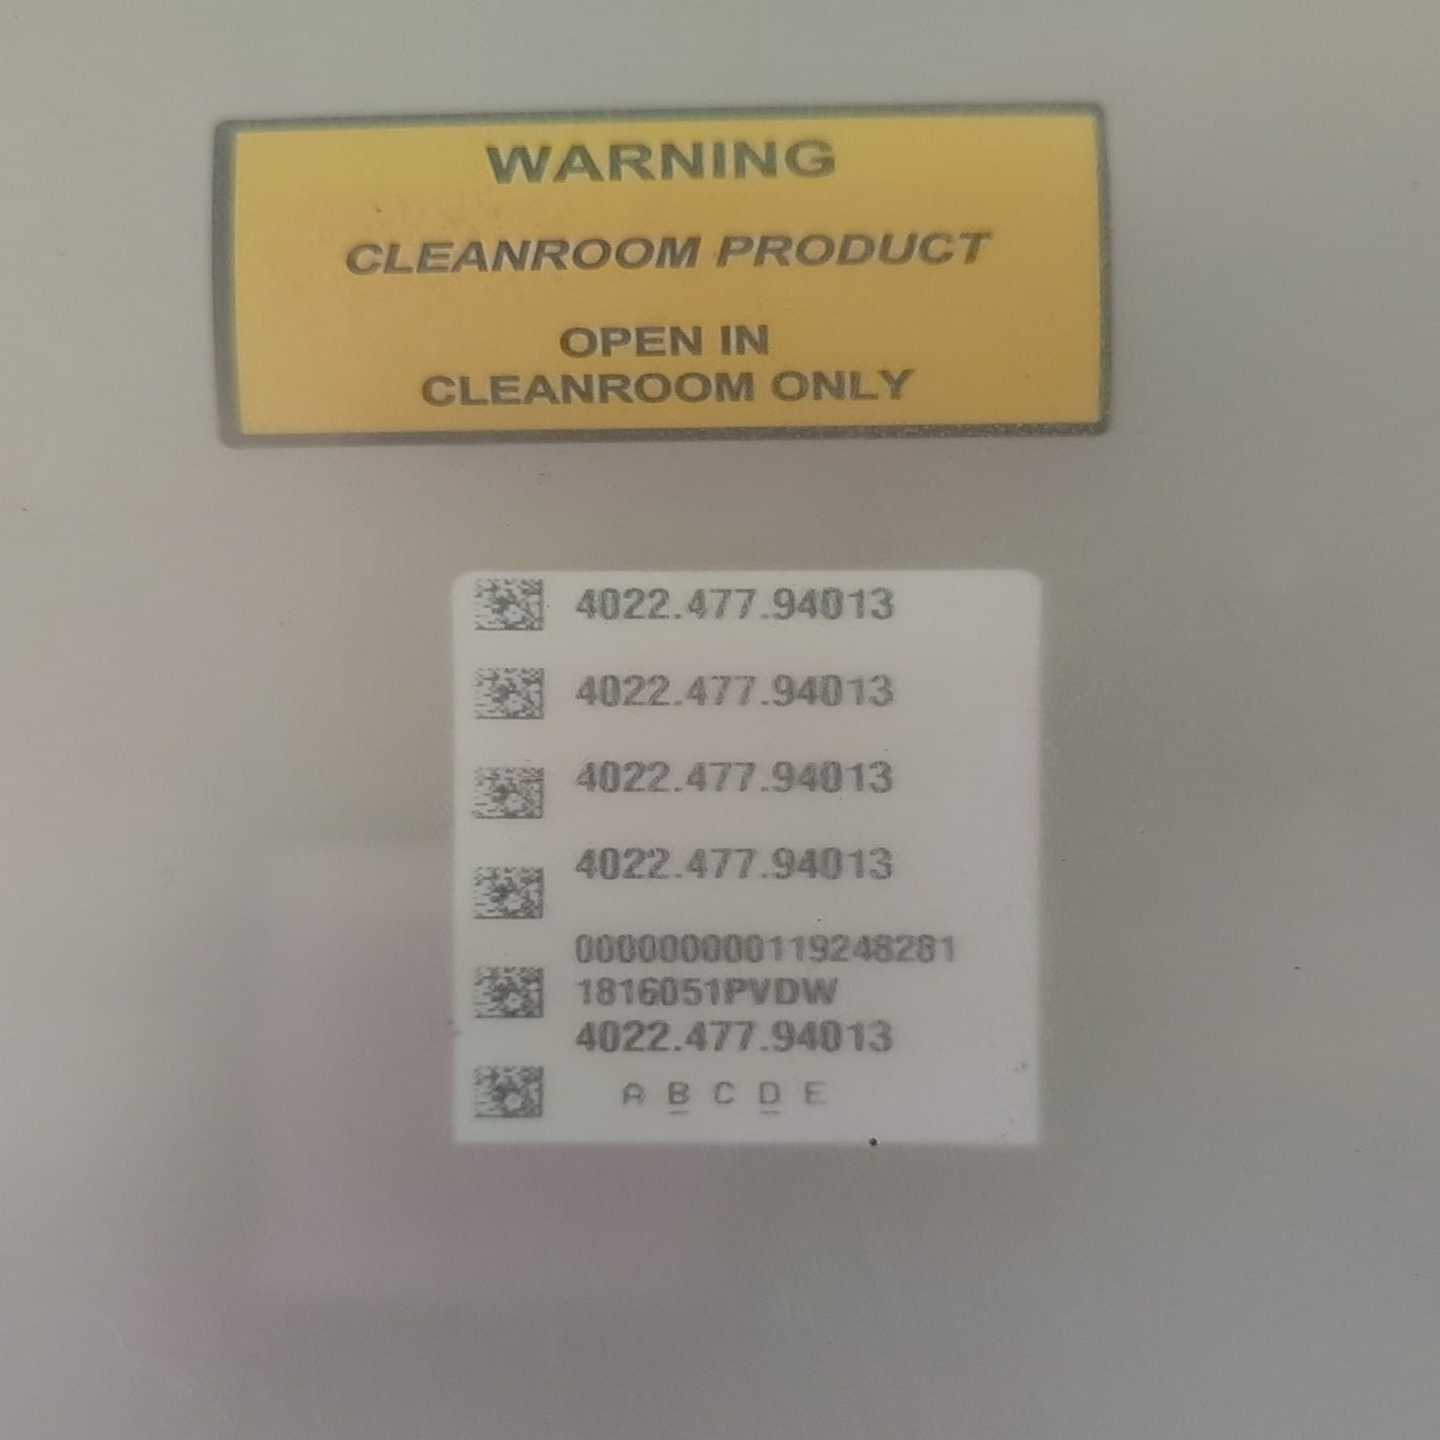 WARNING
CLEANROOM PRODUCT
OPEN IN
CLEANROOM ONLY
4022.477.94013
4022.477.94013
4022.477.94013
4022.477.94013
000000000119248281
1816051PVDW
4022.477.94013
A B C D E